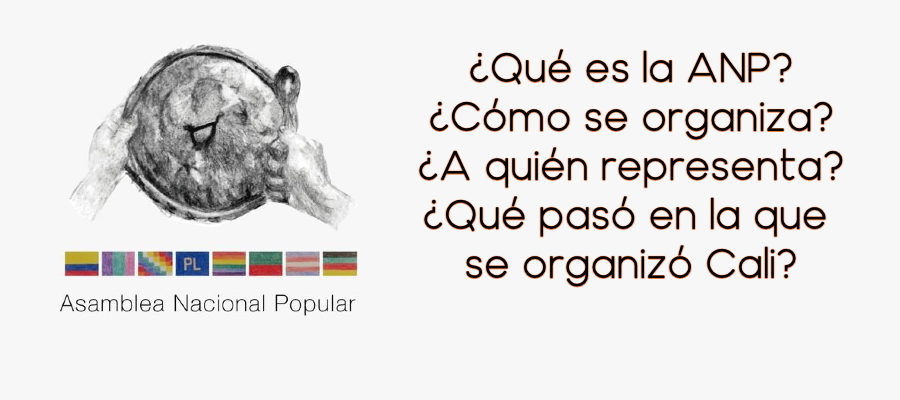 ¿Qué es la ANP?
¿Cómo se organiza?
¿A quién representa?
¿Qué pasó en la que
se organizó Cali?
PL
Asamblea Nacional Popular